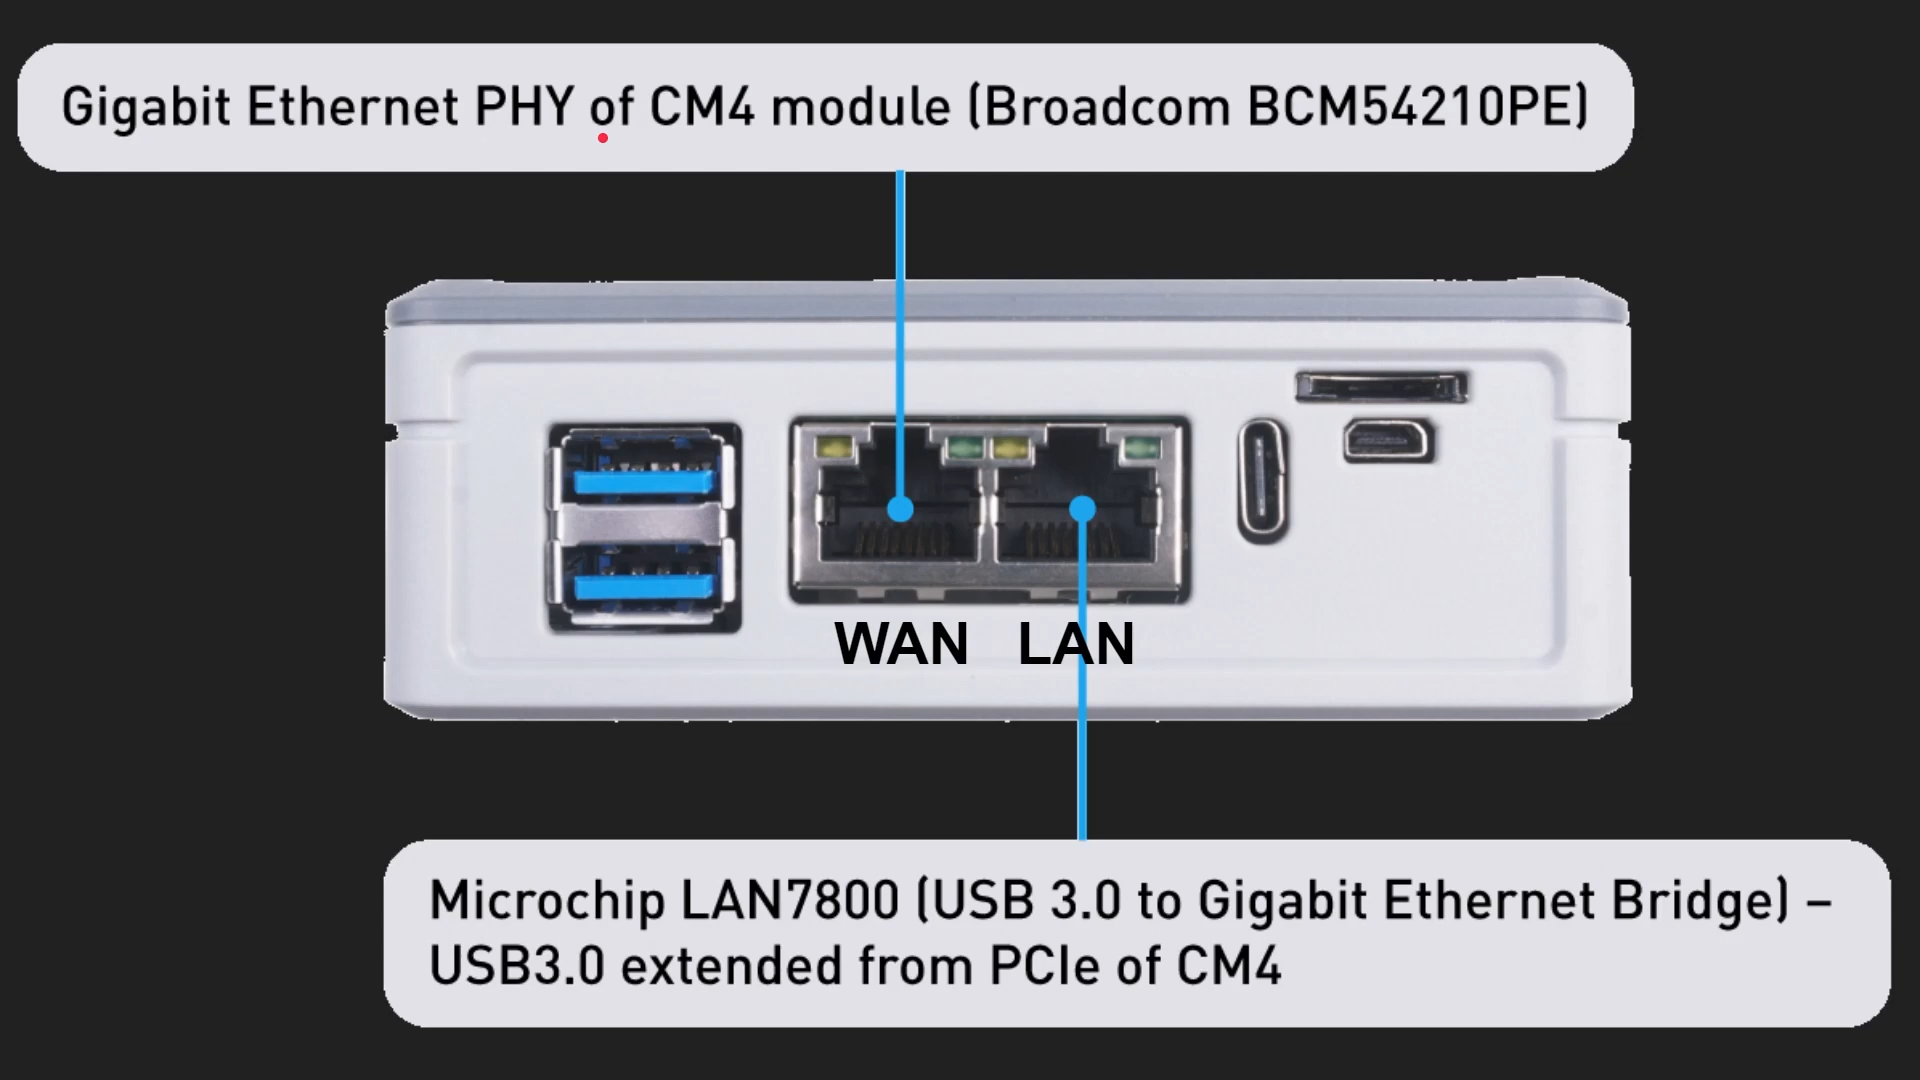 Gigabit Ethernet PHY of CM4 module (Broadcom BCM54210PE)
WAN LAN
Microchip LAN7800 (USB 3.0 to Gigabit Ethernet Bridge) –
USB3.0 extended from PCIe of CM4